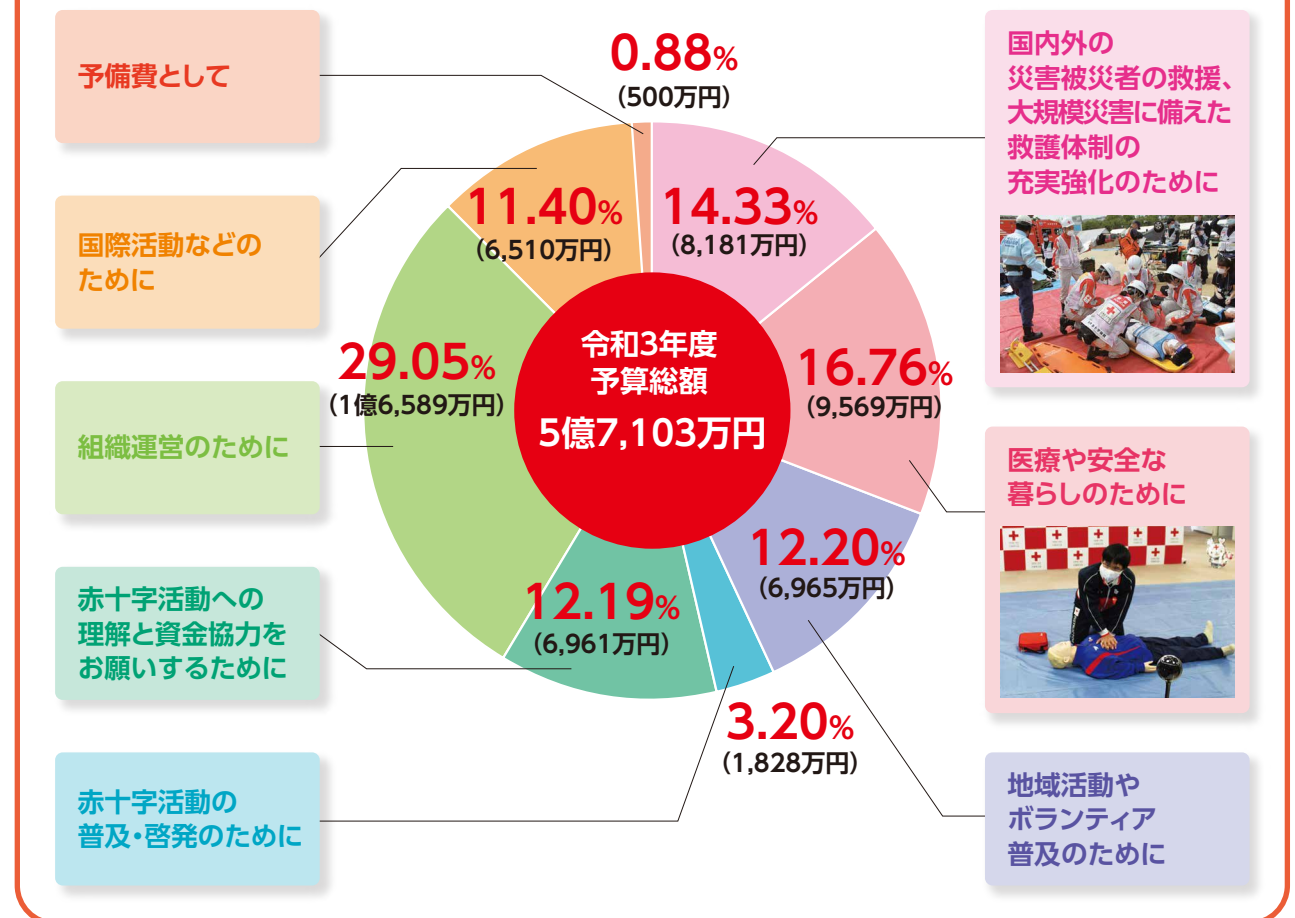 予備費として
国際活動などの
ために
組織運営のために
赤十字活動への
理解と資金協力を
お願いするために
赤十字活動の
普及・啓発のために
0.88%
(500万円)
11.40%
(6,510万円)
14.33%
(8,181万円)
29.05%
(1億6,589万円)
令和3年度
予算総額
5億7,103万円
16.76%
(9,569万円)
12.20%
(6,965万円)
12.19%
(6,961万円)
3.20%
(1,828万円)
国内外の
災害被災者の救援、
大規模災害に備えた
救護体制の
充実強化のために
医療や安全な
暮らしのために
地域活動や
ボランティア
普及のために